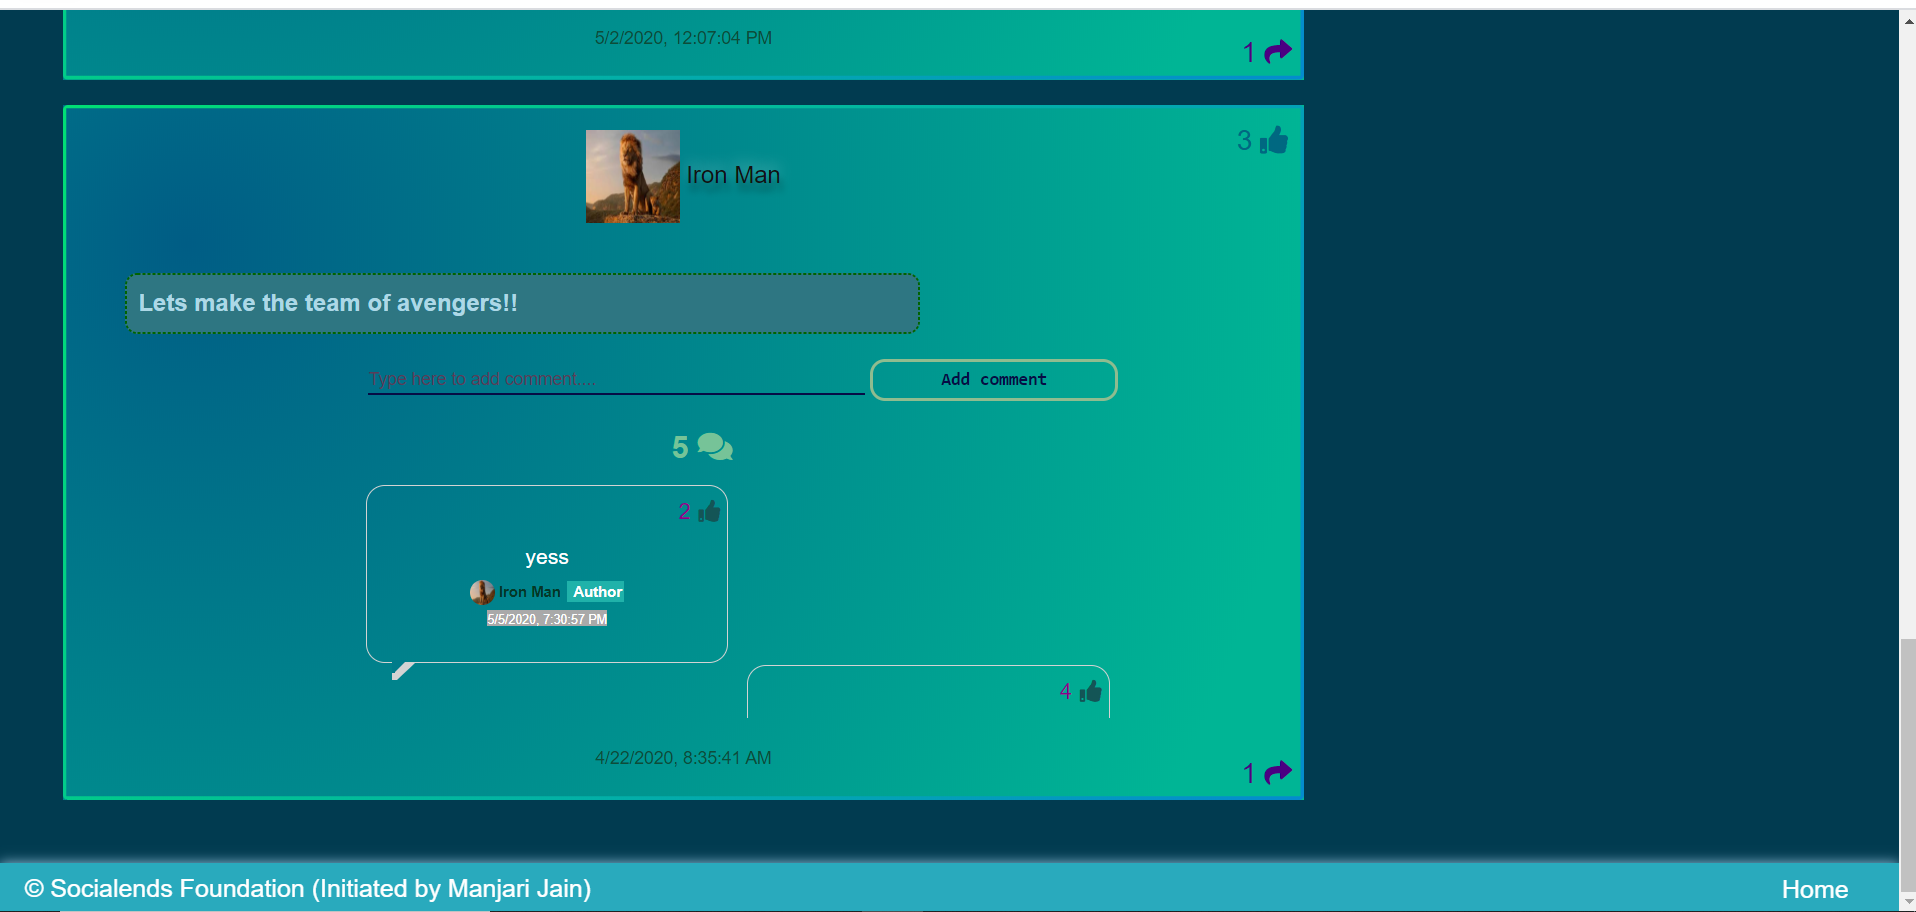 5/2/2020, 12:07:04 PM
1
3
Iron Man
Lets make the team of avengers!!
Type here to add comment....
Add comment
5
2
yess
Iron Man Author
5/5/2020, 7:30:57 PM
4
4/22/2020, 8:35:41 AM
1
© Socialends Foundation (Initiated by Manjari Jain)
Home